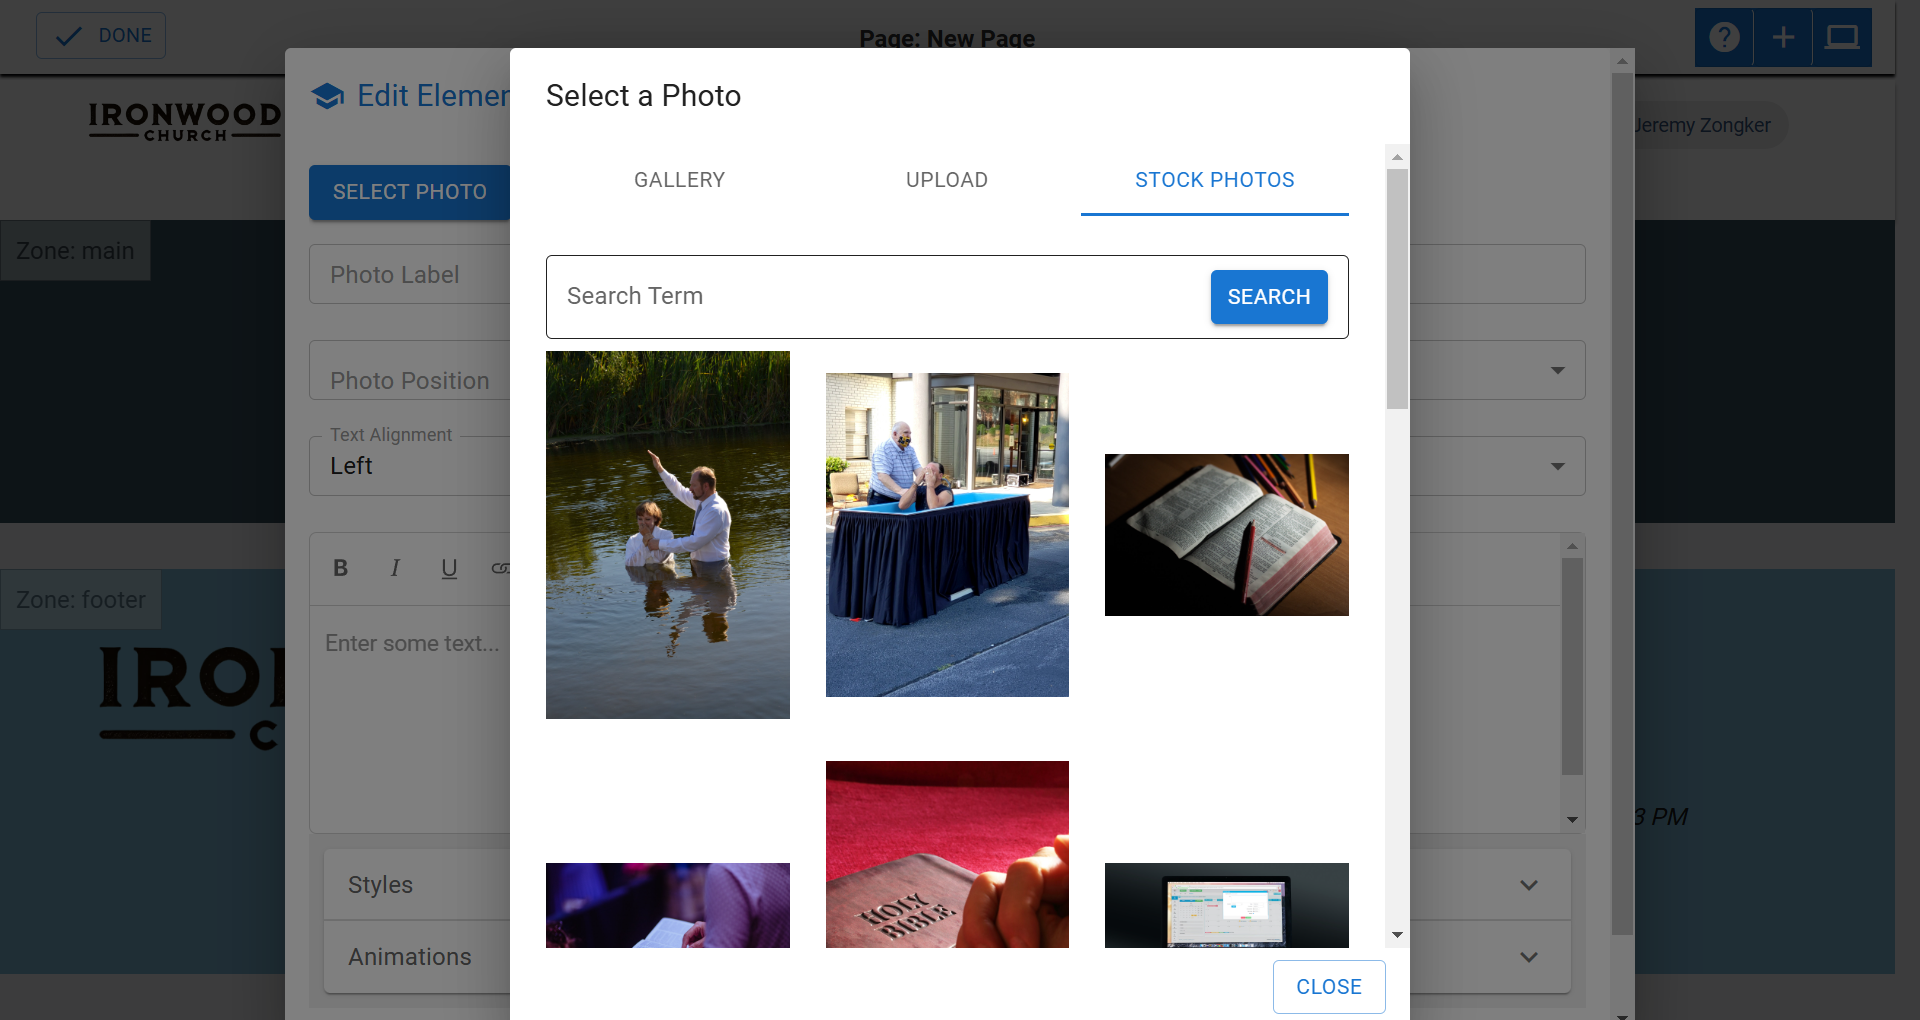 DONE
Page: New Page
IRONWOOD
CHURCH
Jeremy Zongker
Edit Elemen
SELECT PHOTO
Photo Label
Photo Position
Text Alignment
Left
B I U
Enter some text...
Styles
Animations
Zone: main
Zone: footer
IRON
C
3 PM
Select a Photo
GALLERY
UPLOAD
STOCK PHOTOS
Search Term
SEARCH
HOLY
BIBLE
CLOSE